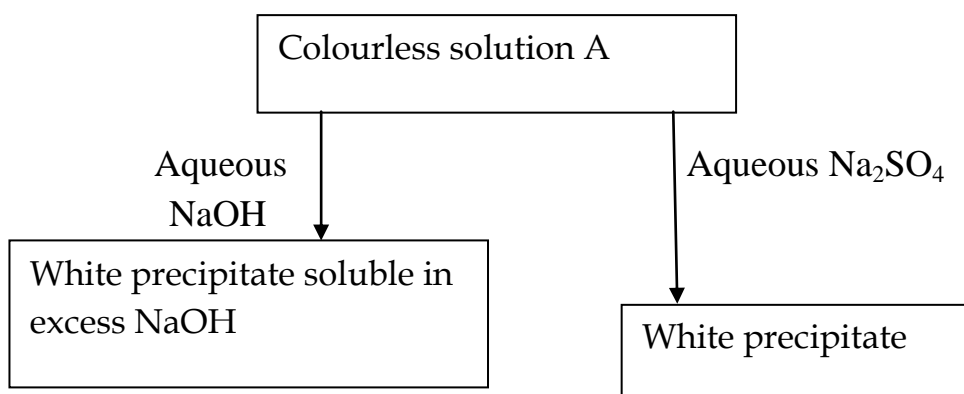 Colourless solution A
Aqueous
NaOH
Aqueous Na₂SO₄
White precipitate soluble in
excess NaOH
White precipitate